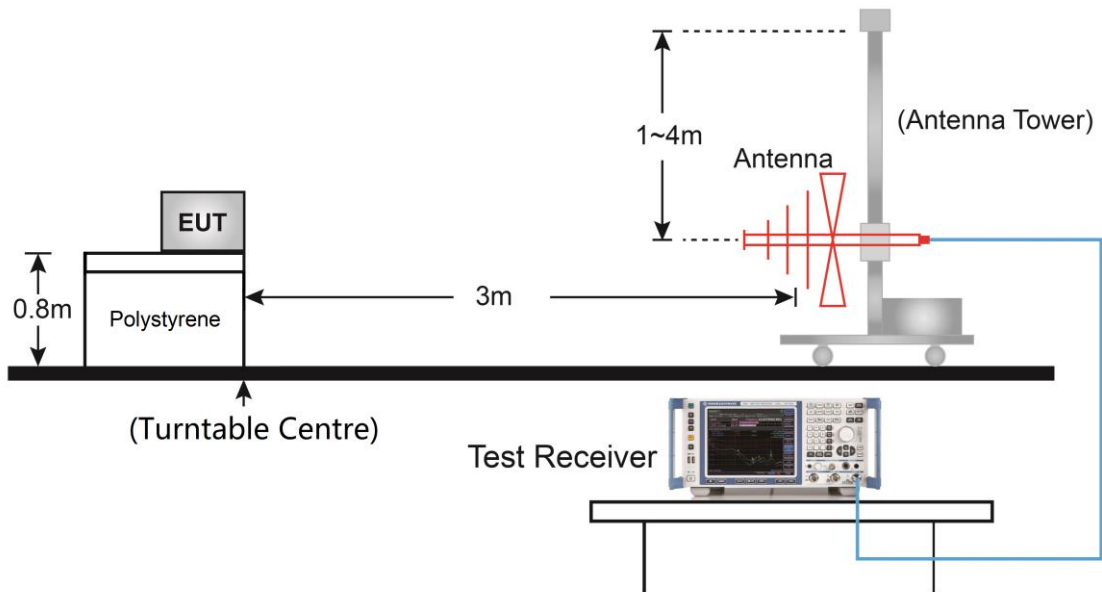 1~4m
(Antenna Tower)
Antenna
EUT
0.8m
Polystyrene
3m
(Turntable Centre)
Test Receiver